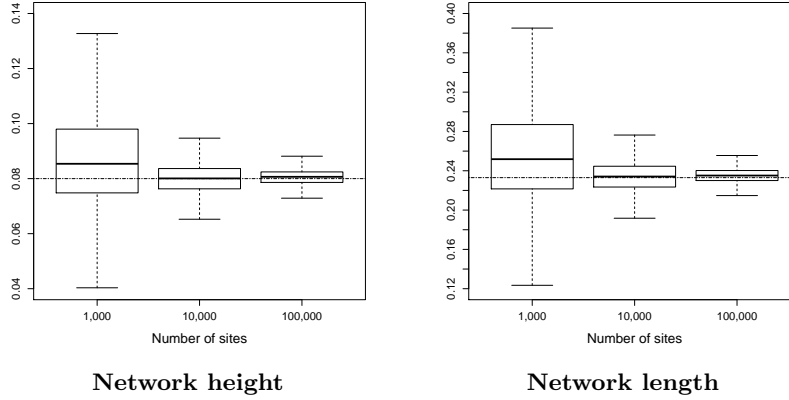 0.14
0.12
0.10
0.08
0.06
0.04
1,000 10,000 100,000
Number of sites
Network height
0.40
0.36
0.32
0.28
0.24
0.20
0.16
0.12
1,000 10,000 100,000
Number of sites
Network length